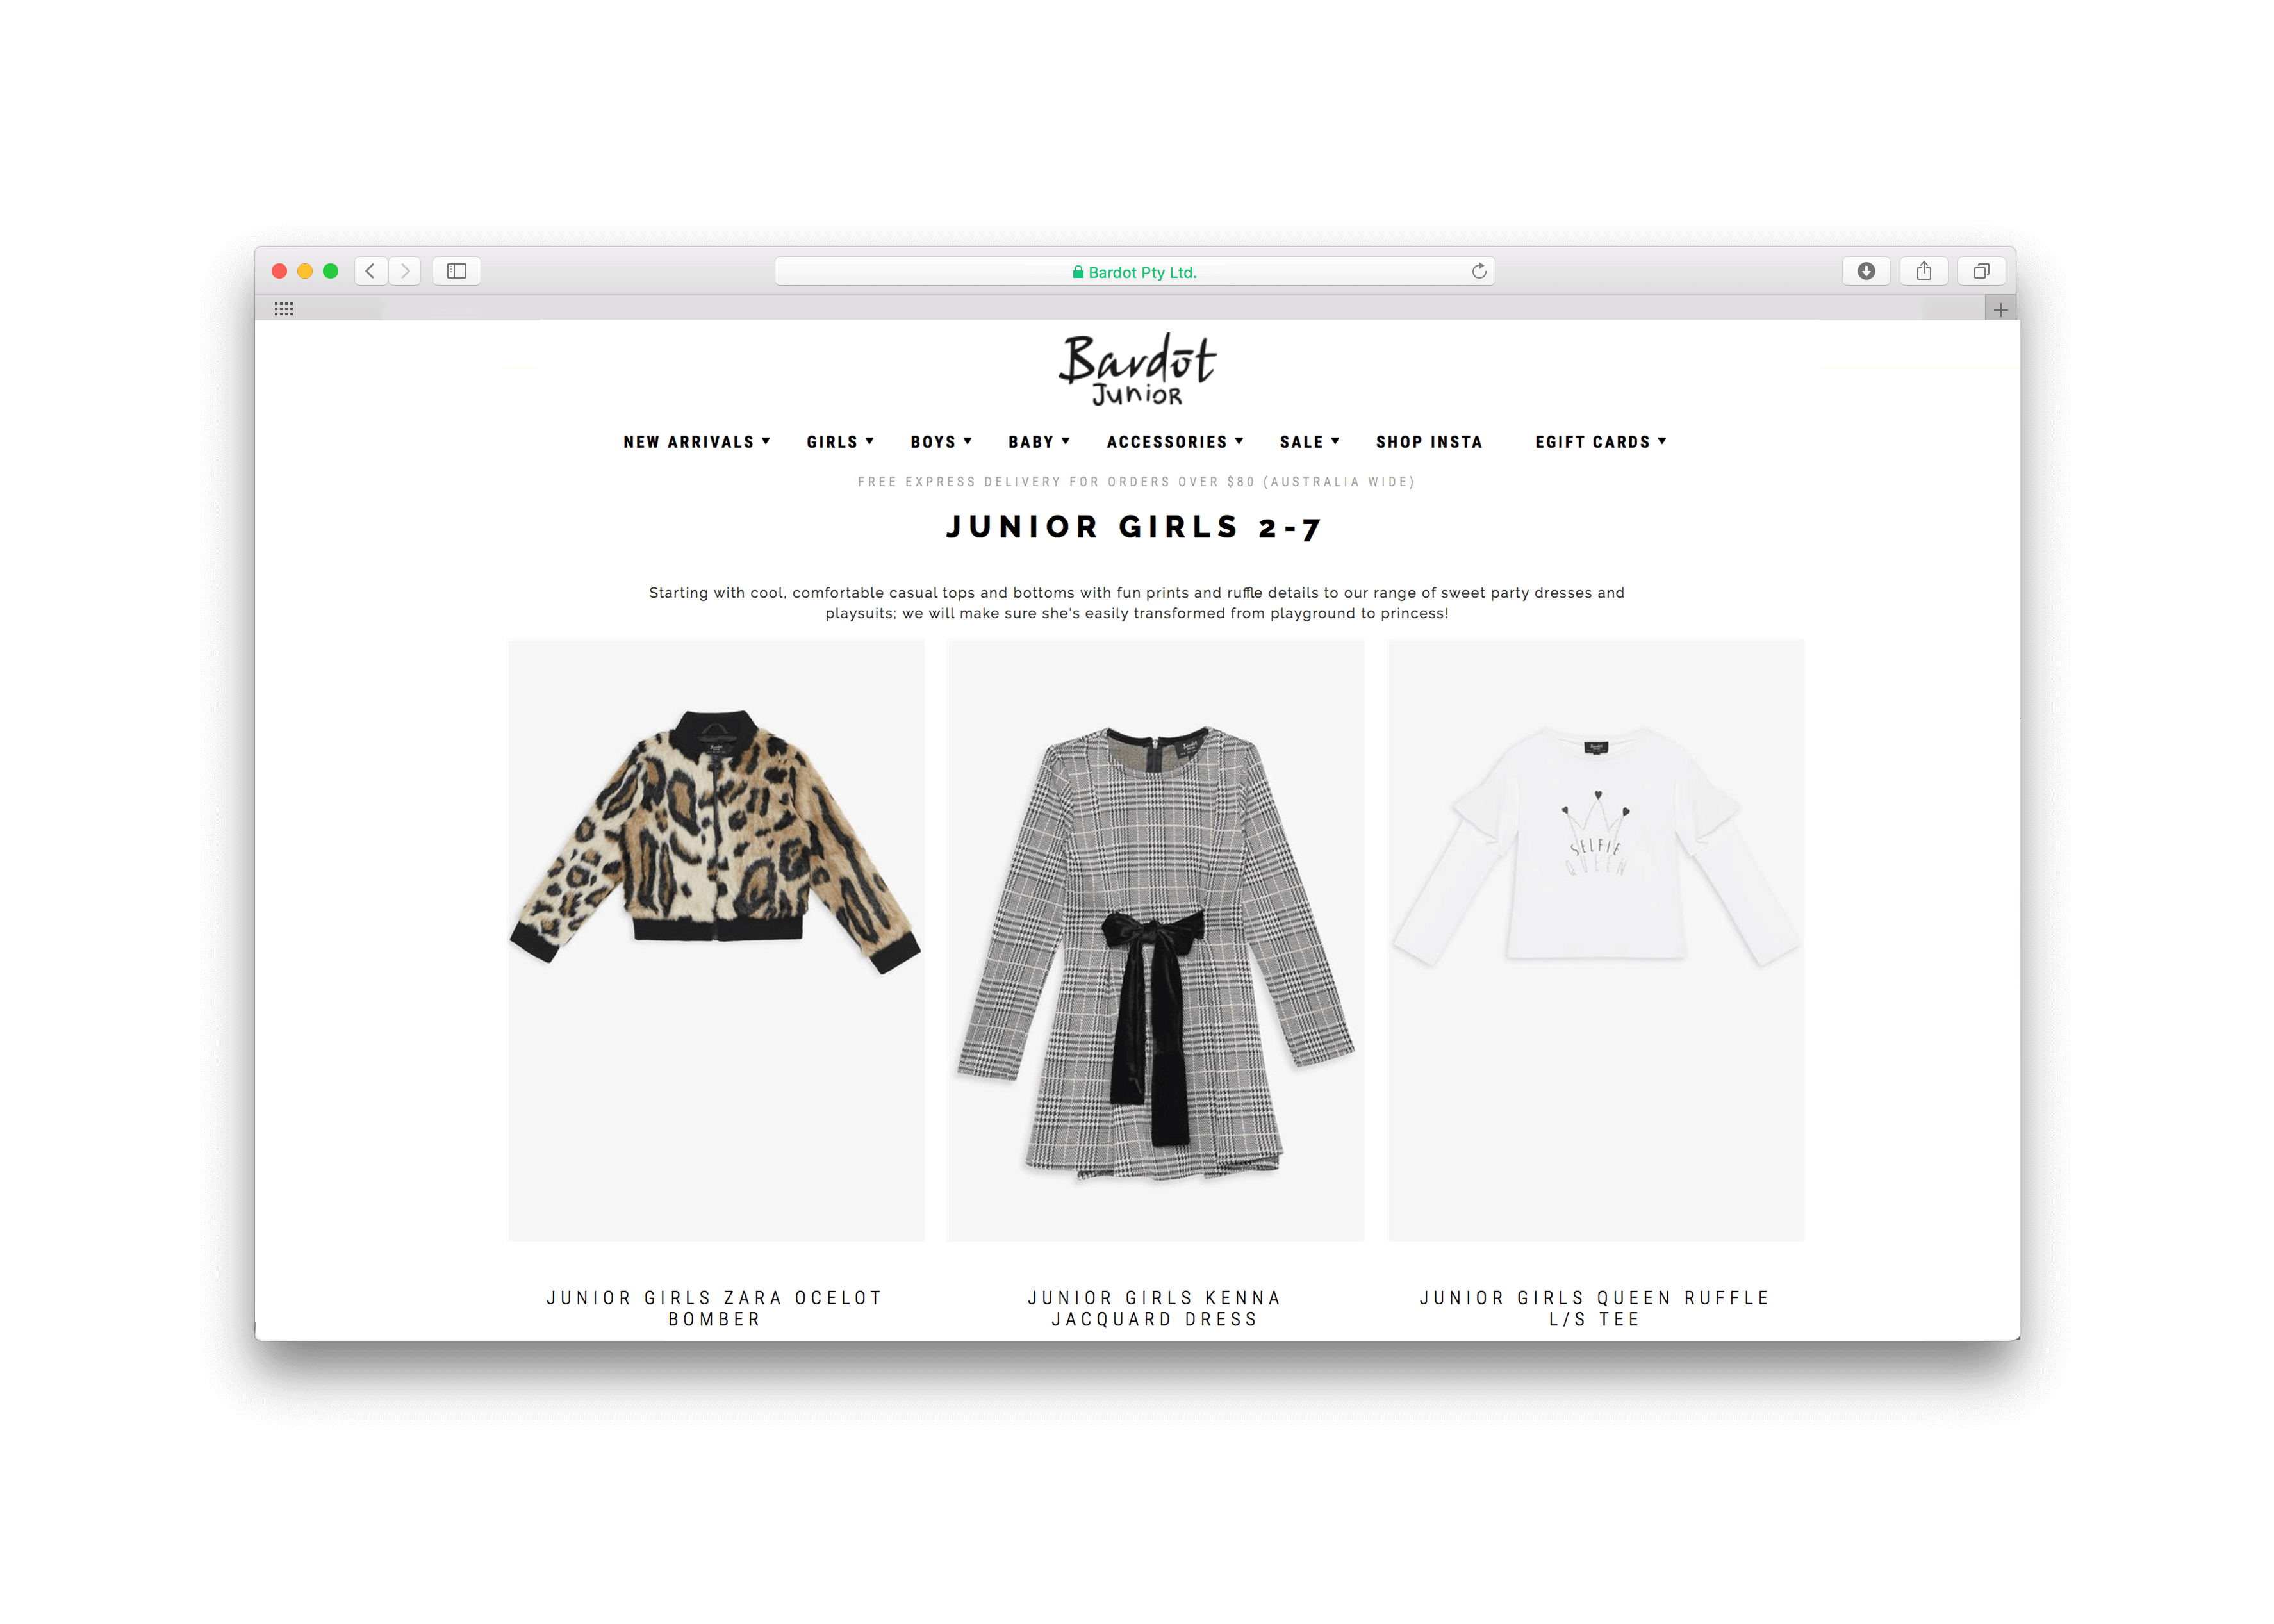 Bardot Pty Ltd.
Bardot
Junior
NEW ARRIVALS GIRLS BOYS BABY ACCESSORIES SALE SHOP INSTA EGIFT CARDS
FREE EXPRESS DELIVERY FOR ORDERS OVER $80 (AUSTRALIA WIDE)
JUNIOR GIRLS 2-7
Starting with cool, comfortable casual tops and bottoms with fun prints and ruffle details to our range of sweet party dresses and
playsuits; we will make sure she's easily transformed from playground to princess!
Bardot
Bardot
Bardot
SELFIE
QUEEN
JUNIOR GIRLS ZARA OCELOT
BOMBER
JUNIOR GIRLS KENNA
JACQUARD DRESS
JUNIOR GIRLS QUEEN RUFFLE
L/S TEE